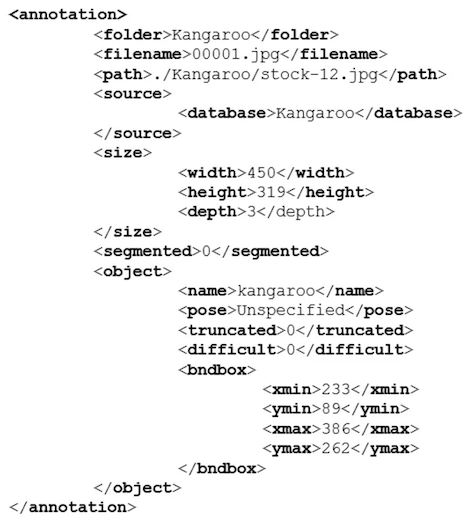 <annotation>
<folder>Kangaroo</folder>
<filename>00001.jpg</filename>
<path>./Kangaroo/stock-12.jpg</path>
<source>
<database>Kangaroo</database>
</source>
<size>
<width>450</width>
<height>319</height>
<depth>3</depth>
</size>
<segmented>0</segmented>
<object>
<name>kangaroo</name>
<pose>Unspecified</pose>
<truncated>0</truncated>
<difficult>0</difficult>
<bndbox>
<xmin>233</xmin>
<ymin>89</ymin>
<xmax>386</xmax>
<ymax>262</ymax>
</bndbox>
</object>
</annotation>